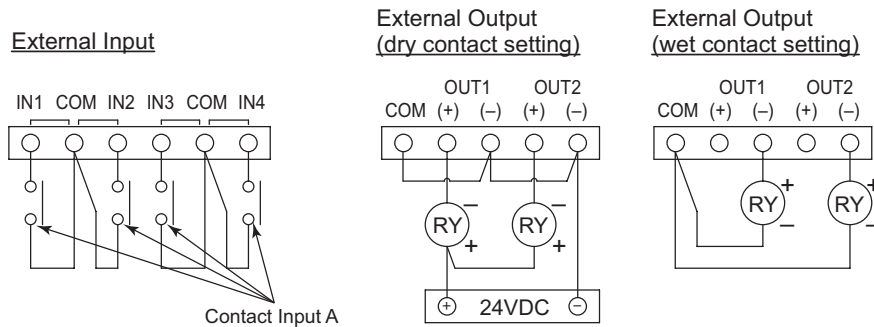 External Input
IN1 COM IN2 IN3 COM IN4
Contact Input A
External Output
(dry contact setting)
OUT1 OUT2
COM (+) (–) (+) (–)
RY – + RY – +
+ 24VDC –
External Output
(wet contact setting)
OUT1 OUT2
COM (+) (–) (+) (–)
RY + – RY + –